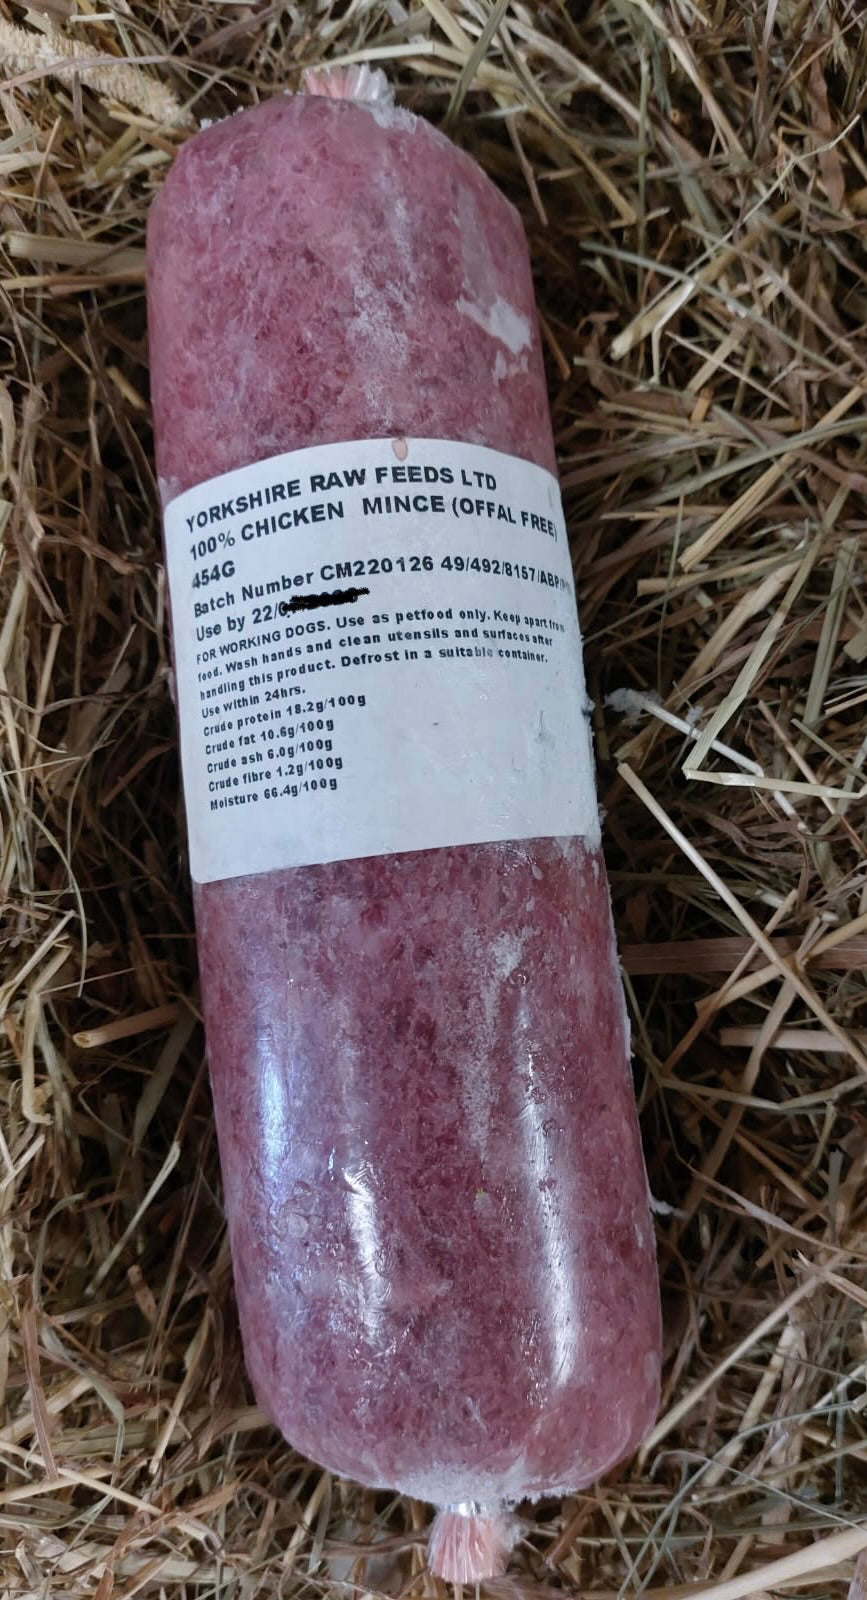 YORKSHIRE RAW FEEDS LTD
100% CHICKEN MINCE (OFFAL FREE)
454G
Batch Number CM220126 49/492/8157/ABP/
Use by 22/0
FOR WORKING DOGS. Use as petfood only. Keep apart from
food. Wash hands and clean utensils and surfaces after
handling this product. Defrost in a suitable container.
Use within 24hrs.
Crude protein 18.2g/100g
Crude fat 10.6g/100g
Crude ash 6.0g/100g
Crude fibre 1.2g/100g
Moisture 66.4g/100g